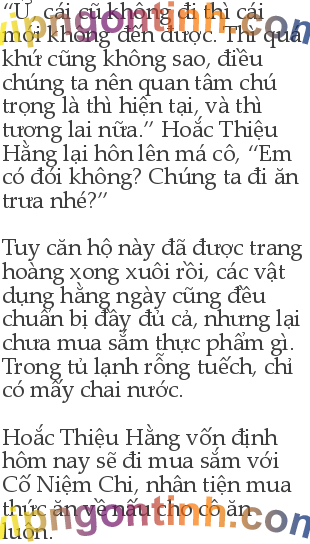 “Ừ, cái cũ không đi thì cái
mới không đến được. Thì quá
khứ cũng không sao, điều
chúng ta nên quan tâm chú
trọng là thì hiện tại, và thì
tương lai nữa.” Hoắc Thiệu
Hằng lại hôn lên má cô, “Em
có đói không? Chúng ta đi ăn
trưa nhé?”
Tuy căn hộ này đã được trang
hoàng xong xuôi rồi, các vật
dụng hằng ngày cũng đều
chuẩn bị đầy đủ cả, nhưng lại
chưa mua sắm thực phẩm gì.
Trong tủ lạnh rỗng tuếch, chỉ
có mấy chai nước.
Hoắc Thiệu Hằng vốn định
hôm nay sẽ đi mua sắm với
Cố Niệm Chi, nhân tiện mua
thức ăn về nấu cho cô ăn
luôn.
vipngontinh.com
vipngontinh.com